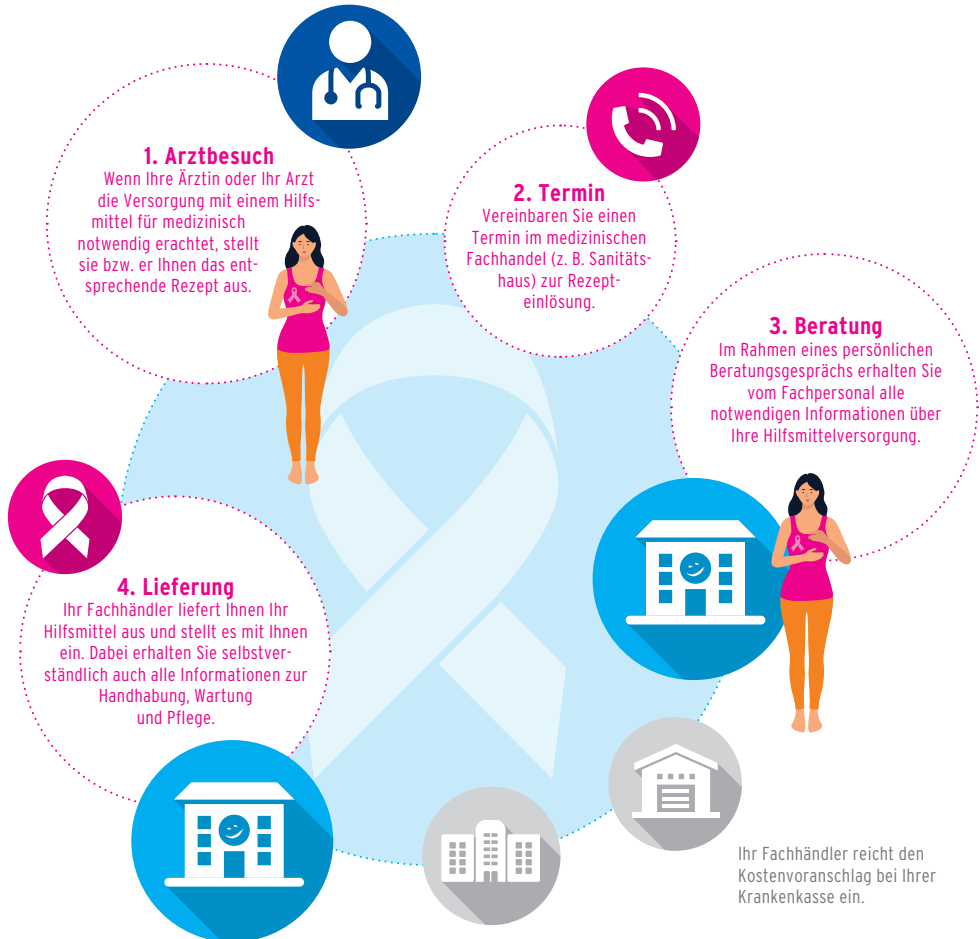 1. Arztbesuch
Wenn Ihre Ärztin oder Ihr Arzt
die Versorgung mit einem Hilfs-
mittel für medizinisch
notwendig erachtet, stellt
sie bzw. er Ihnen das ent-
sprechende Rezept aus.
2. Termin
Vereinbaren Sie einen
Termin im medizinischen
Fachhandel (z. B. Sanitäts-
haus) zur Rezept-
einlösung.
3. Beratung
Im Rahmen eines persönlichen
Beratungsgesprächs erhalten Sie
vom Fachpersonal alle
notwendigen Informationen über
Ihre Hilfsmittelversorgung.
4. Lieferung
Ihr Fachhändler liefert Ihnen Ihr
Hilfsmittel aus und stellt es mit Ihnen
ein. Dabei erhalten Sie selbstver-
ständlich auch alle Informationen zur
Handhabung, Wartung
und Pflege.
Ihr Fachhändler reicht den
Kostenvoranschlag bei Ihrer
Krankenkasse ein.